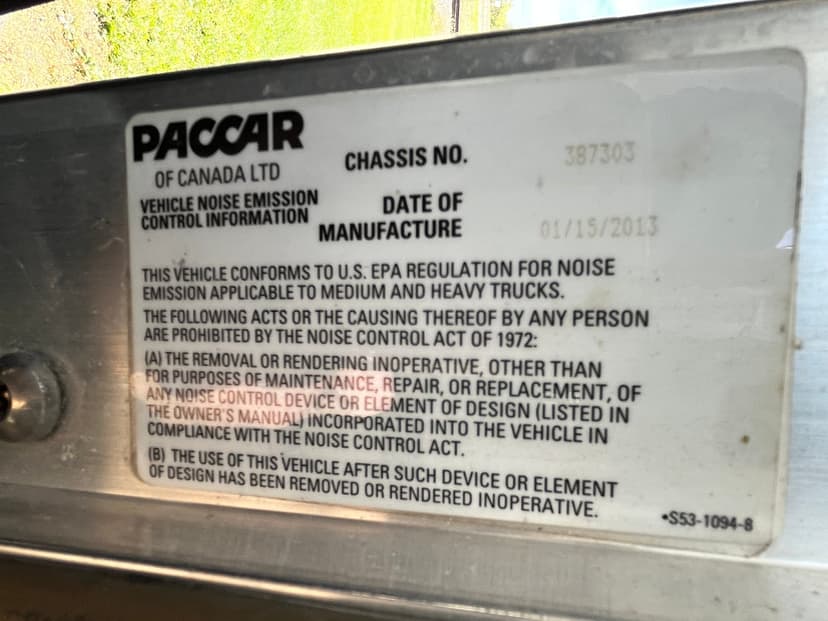 PACCAR
OF CANADA LTD
VEHICLE NOISE EMISSION
CONTROL INFORMATION
CHASSIS NO. 387303
DATE OF
MANUFACTURE 01/15/2013
THIS VEHICLE CONFORMS TO U.S. EPA REGULATION FOR NOISE
EMISSION APPLICABLE TO MEDIUM AND HEAVY TRUCKS.
THE FOLLOWING ACTS OR THE CAUSING THEREOF BY ANY PERSON
ARE PROHIBITED BY THE NOISE CONTROL ACT OF 1972:
(A) THE REMOVAL OR RENDERING INOPERATIVE, OTHER THAN
FOR PURPOSES OF MAINTENANCE, REPAIR, OR REPLACEMENT, OF
ANY NOISE CONTROL DEVICE OR ELEMENT OF DESIGN (LISTED IN
THE OWNER'S MANUAL) INCORPORATED INTO THE VEHICLE IN
COMPLIANCE WITH THE NOISE CONTROL ACT.
(B) THE USE OF THIS VEHICLE AFTER SUCH DEVICE OR ELEMENT
OF DESIGN HAS BEEN REMOVED OR RENDERED INOPERATIVE.
•S53-1094-8